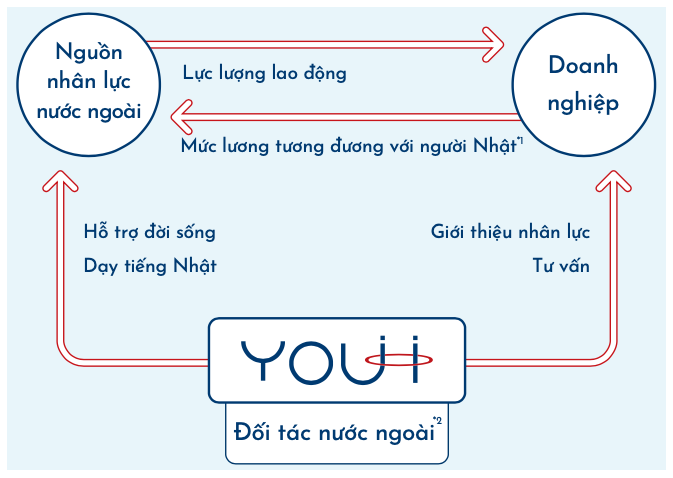 Nguồn
nhân lực
nước ngoài
Doanh
nghiệp
Lực lượng lao động
Mức lương tương đương với người Nhật*1
Hỗ trợ đời sống
Dạy tiếng Nhật
Giới thiệu nhân lực
Tư vấn
YOUII
Đối tác nước ngoài*2